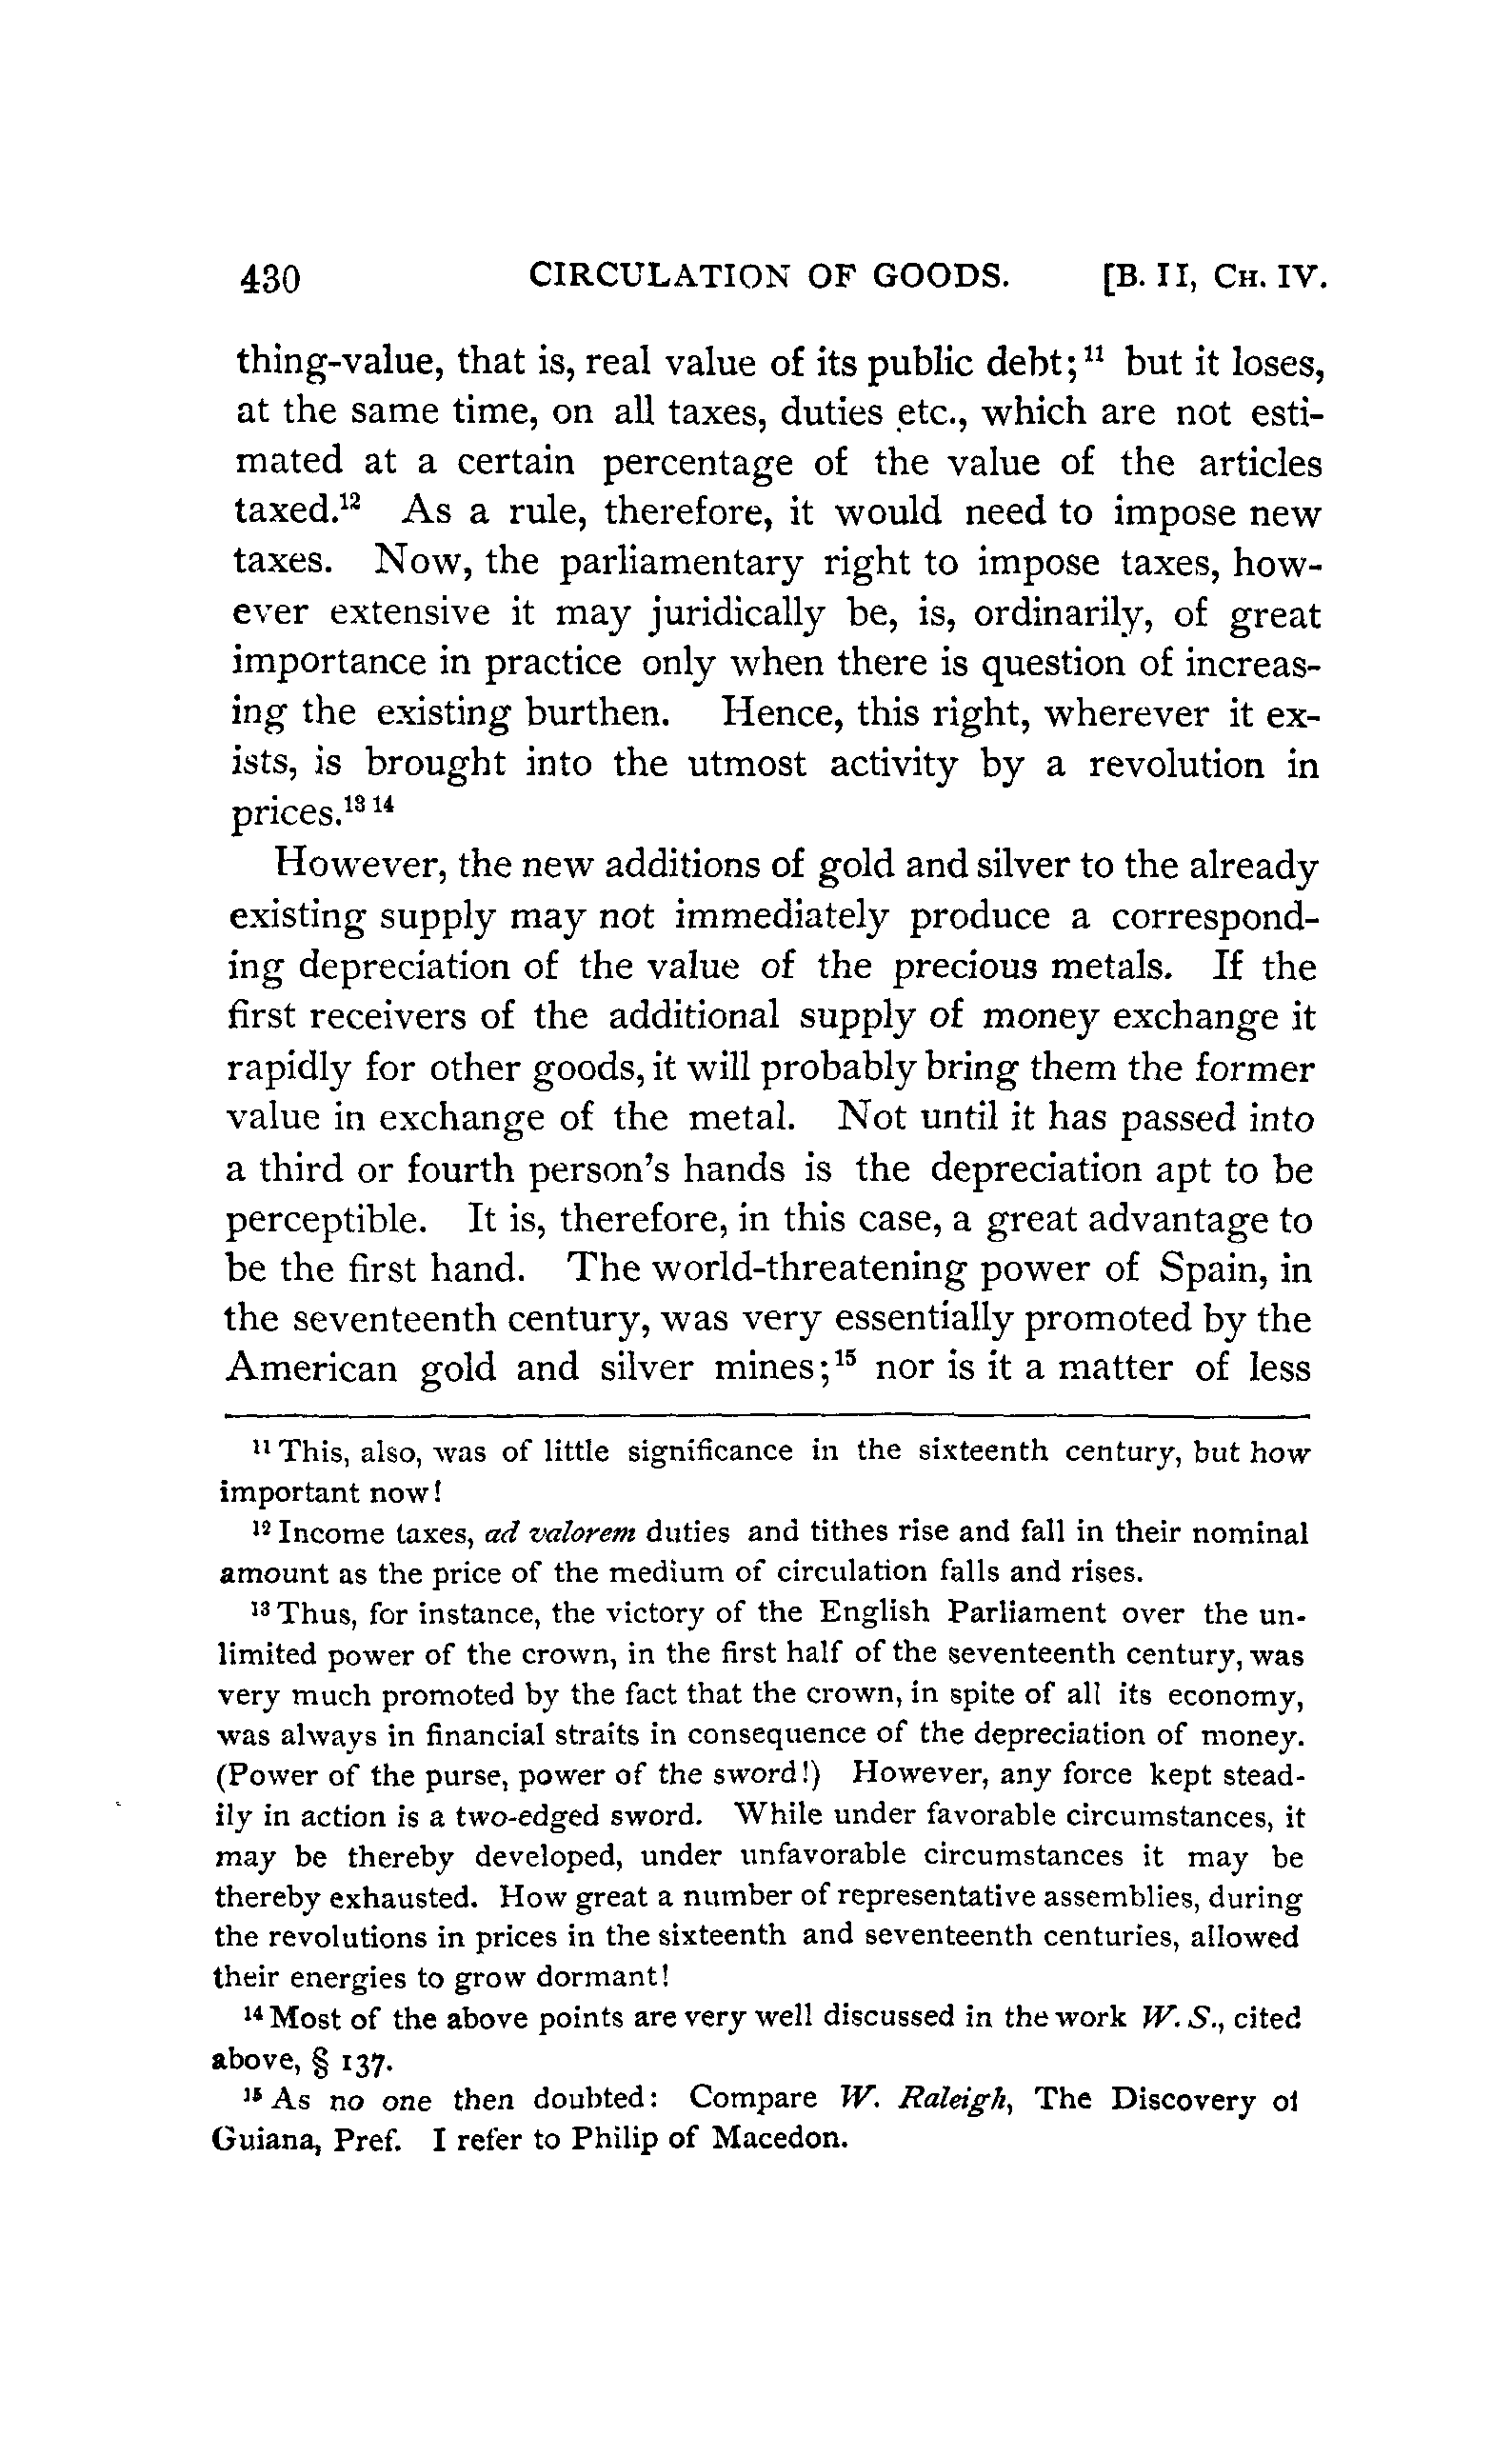 430 CIRCULATION OF GOODS. [B. II, CH. IV.
thing-value, that is, real value of its public debt;¹¹ but it loses,
at the same time, on all taxes, duties etc., which are not esti-
mated at a certain percentage of the value of the articles
taxed.¹² As a rule, therefore, it would need to impose new
taxes. Now, the parliamentary right to impose taxes, how-
ever extensive it may juridically be, is, ordinarily, of great
importance in practice only when there is question of increas-
ing the existing burthen. Hence, this right, wherever it ex-
ists, is brought into the utmost activity by a revolution in
prices.¹³ ¹⁴
However, the new additions of gold and silver to the already
existing supply may not immediately produce a correspond-
ing depreciation of the value of the precious metals. If the
first receivers of the additional supply of money exchange it
rapidly for other goods, it will probably bring them the former
value in exchange of the metal. Not until it has passed into
a third or fourth person's hands is the depreciation apt to be
perceptible. It is, therefore, in this case, a great advantage to
be the first hand. The world-threatening power of Spain, in
the seventeenth century, was very essentially promoted by the
American gold and silver mines;¹⁵ nor is it a matter of less
¹¹ This, also, was of little significance in the sixteenth century, but how
important now!
¹² Income taxes, ad valorem duties and tithes rise and fall in their nominal
amount as the price of the medium of circulation falls and rises.
¹³ Thus, for instance, the victory of the English Parliament over the un-
limited power of the crown, in the first half of the seventeenth century, was
very much promoted by the fact that the crown, in spite of all its economy,
was always in financial straits in consequence of the depreciation of money.
(Power of the purse, power of the sword!) However, any force kept stead-
ily in action is a two-edged sword. While under favorable circumstances, it
may be thereby developed, under unfavorable circumstances it may be
thereby exhausted. How great a number of representative assemblies, during
the revolutions in prices in the sixteenth and seventeenth centuries, allowed
their energies to grow dormant!
¹⁴ Most of the above points are very well discussed in the work W. S., cited
above, § 137.
¹⁵ As no one then doubted: Compare W. Raleigh, The Discovery of
Guiana, Pref. I refer to Philip of Macedon.